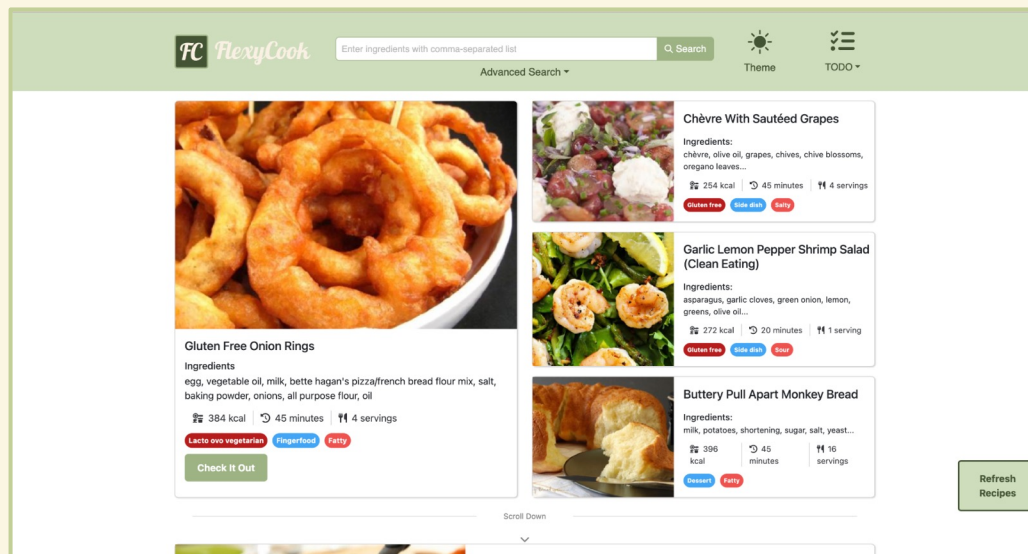 FC FlexyCook
Enter ingredients with comma-separated list
Search
Advanced Search
Theme
TODO
Gluten Free Onion Rings
Ingredients
egg, vegetable oil, milk, bette hagan's pizza/french bread flour mix, salt,
baking powder, onions, all purpose flour, oil
384 kcal 45 minutes 4 servings
Lacto ovo vegetarian Fingerfood Fatty
Check It Out
Chèvre With Sautéed Grapes
Ingredients:
chèvre, olive oil, grapes, chives, chive blossoms,
oregano leaves...
254 kcal 45 minutes 4 servings
Gluten free Side dish Salty
Garlic Lemon Pepper Shrimp Salad
(Clean Eating)
Ingredients:
asparagus, garlic cloves, green onion, lemon,
greens, olive oil...
272 kcal 20 minutes 1 serving
Gluten free Side dish Sour
Buttery Pull Apart Monkey Bread
Ingredients:
milk, potatoes, shortening, sugar, salt, yeast...
396 45 16
kcal minutes servings
Dessert Fatty
Refresh
Recipes
Scroll Down